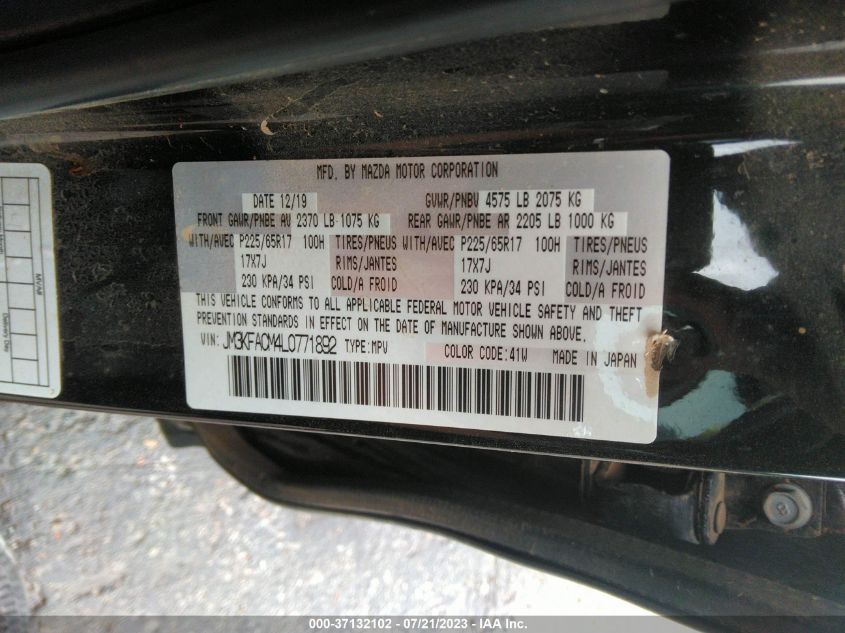 MFD. BY MAZDA MOTOR CORPORATION
DATE 12/19 GVWR/PNBV 4575 LB 2075 KG
FRONT GAWR/PNBE AV 2370 LB 1075 KG REAR GAWR/PNBE AR 2205 LB 1000 KG
WITH/AVEC P225/65R17 100H TIRES/PNEUS WITH/AVEC P225/65R17 100H TIRES/PNEUS
17X7J RIMS/JANTES 17X7J RIMS/JANTES
230 KPA/34 PSI COLD/A FROID 230 KPA/34 PSI COLD/A FROID
THIS VEHICLE CONFORMS TO ALL APPLICABLE FEDERAL MOTOR VEHICLE SAFETY AND THEFT
PREVENTION STANDARDS IN EFFECT ON THE DATE OF MANUFACTURE SHOWN ABOVE.
VIN: JM3KFACM4L0771892 TYPE:MPV COLOR CODE:41W MADE IN JAPAN
MVAB
Delivery Day
000-37132102 - 07/21/2023 - IAA Inc.